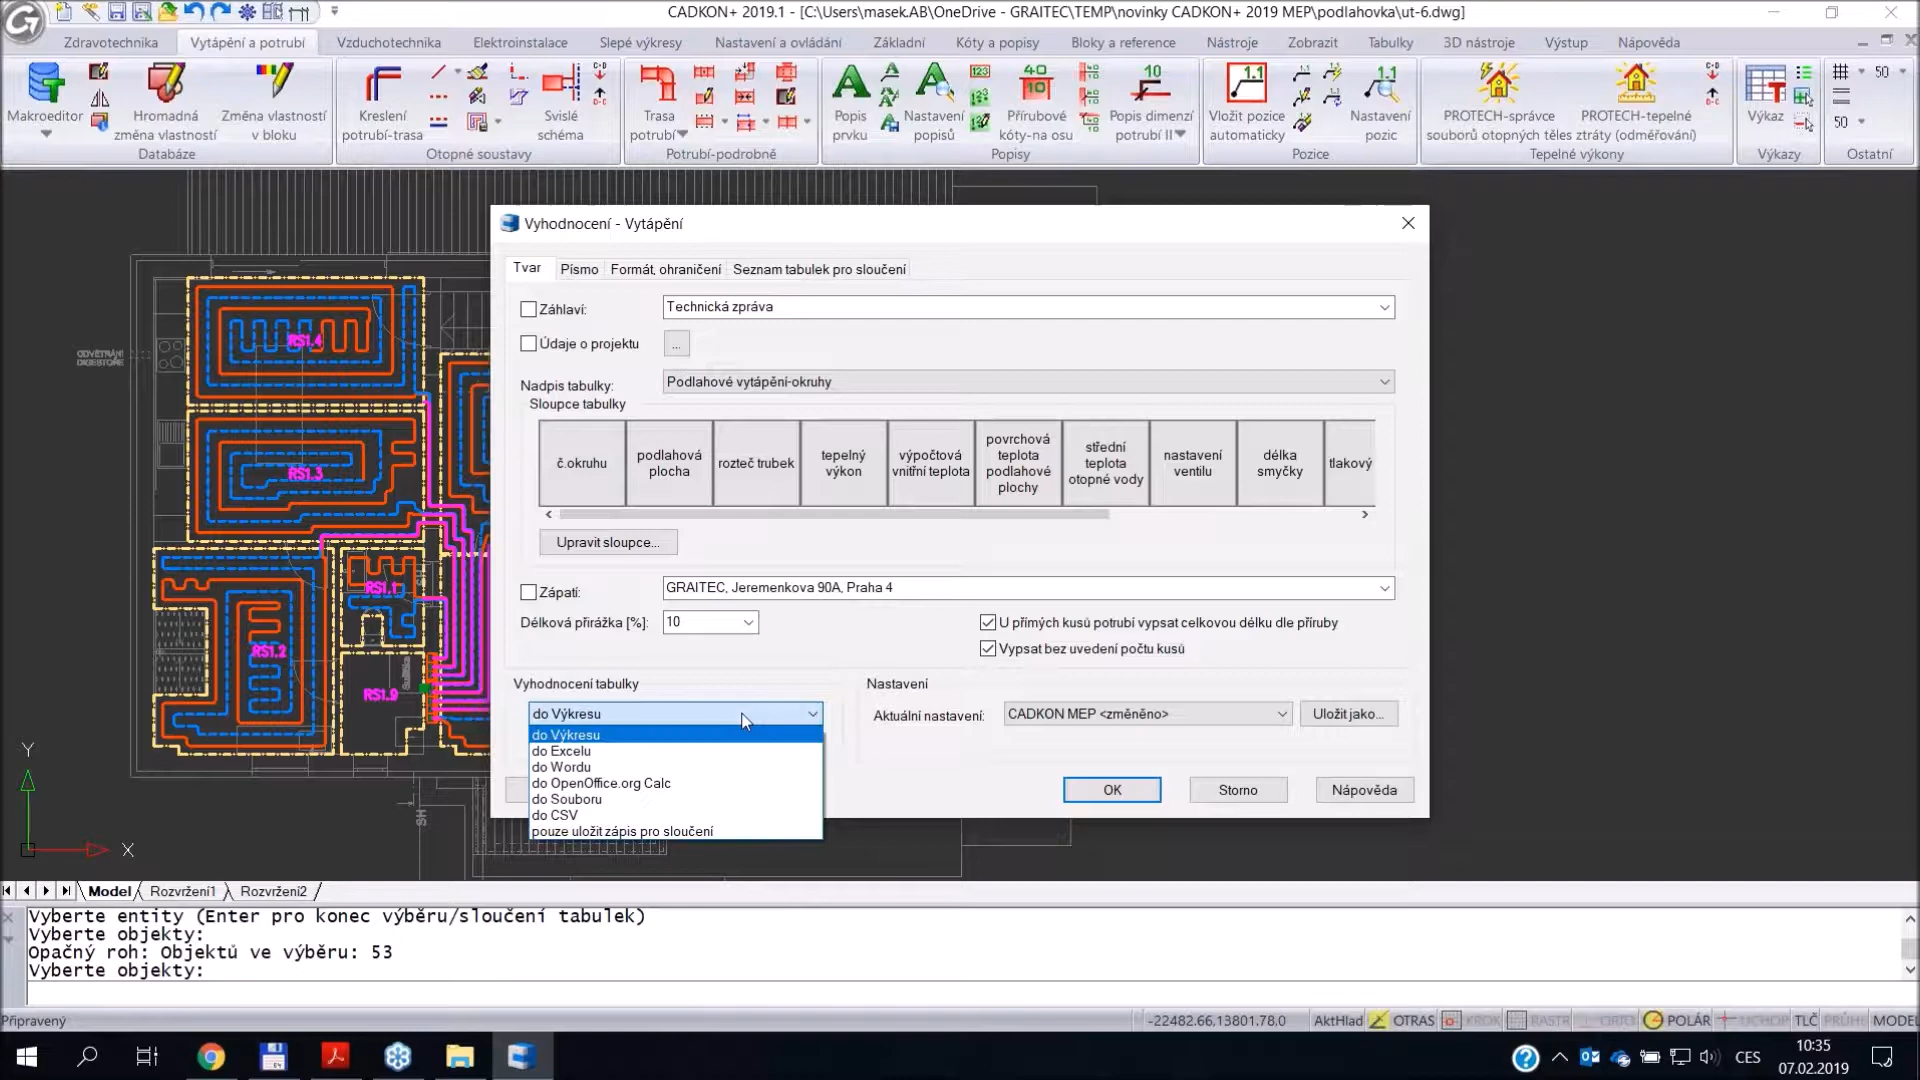 CADKON+ 2019.1 - [C:\Users\masek.AB\OneDrive - GRAITEC\TEMP\novinky CADKON+ 2019 MEP\podlahovka\ut-6.dwg]
Zdravotechnika Vytápění a potrubí Vzduchotechnika Elektroinstalace Slepé výkresy Nastavení a ovládání Základní Kóty a popisy Bloky a reference Nástroje Zobrazit Tabulky 3D nástroje Výstup Nápověda
Makroeditor
Hromadná změna vlastností
Změna vlastností v bloku
Databáze
Kreslení potrubí-trasa
Svislé schéma
Otopné soustavy
Trasa potrubí
Potrubí-podrobně
Popis prvku
Nastavení popisů
Přírubové kóty-na osu
Popis dimenzí potrubí II
Popisy
Vložit pozice automaticky
Nastavení pozic
Pozice
PROTECH-správce souborů otopných těles
PROTECH-tepelné ztráty (odměřování)
Tepelné výkony
Výkaz
Výkazy
50
50
Ostatní
ODVĚTRÁNÍ
DIGESTOŘE
RS1.4
RS1.3
RS1.1
RS1.2
RS1.9
Vyhodnocení - Vytápění
Tvar Písmo Formát, ohraničení Seznam tabulek pro sloučení
Záhlaví: Technická zpráva
Údaje o projektu ...
Nadpis tabulky: Podlahové vytápění-okruhy
Sloupce tabulky
č.okruhu
podlahová plocha
rozteč trubek
tepelný výkon
výpočtová vnitřní teplota
povrchová teplota podlahové plochy
střední teplota otopné vody
nastavení ventilu
délka smyčky
tlakový
Upravit sloupce...
Zápatí: GRAITEC, Jeremenkova 90A, Praha 4
Délková přirážka [%]: 10
U přímých kusů potrubí vypsat celkovou délku dle příruby
Vypsat bez uvedení počtu kusů
Vyhodnocení tabulky
do Výkresu
do Výkresu
do Excelu
do Wordu
do OpenOffice.org Calc
do Souboru
do CSV
pouze uložit zápis pro sloučení
Nastavení
Aktuální nastavení: CADKON MEP <změněno> Uložit jako...
OK Storno Nápověda
Y
X
Model Rozvržení1 Rozvržení2
Vyberte entity (Enter pro konec výběru/sloučení tabulek)
Vyberte objekty:
Opačný roh: Objektů ve výběru: 53
Vyberte objekty:
Připravený
-22482.66,13801.78,0 AktHlad OTRAS KROK RASTR ORTO POLÁR UCHOP TLČ PRŮH MODEL
CES
10:35
07.02.2019